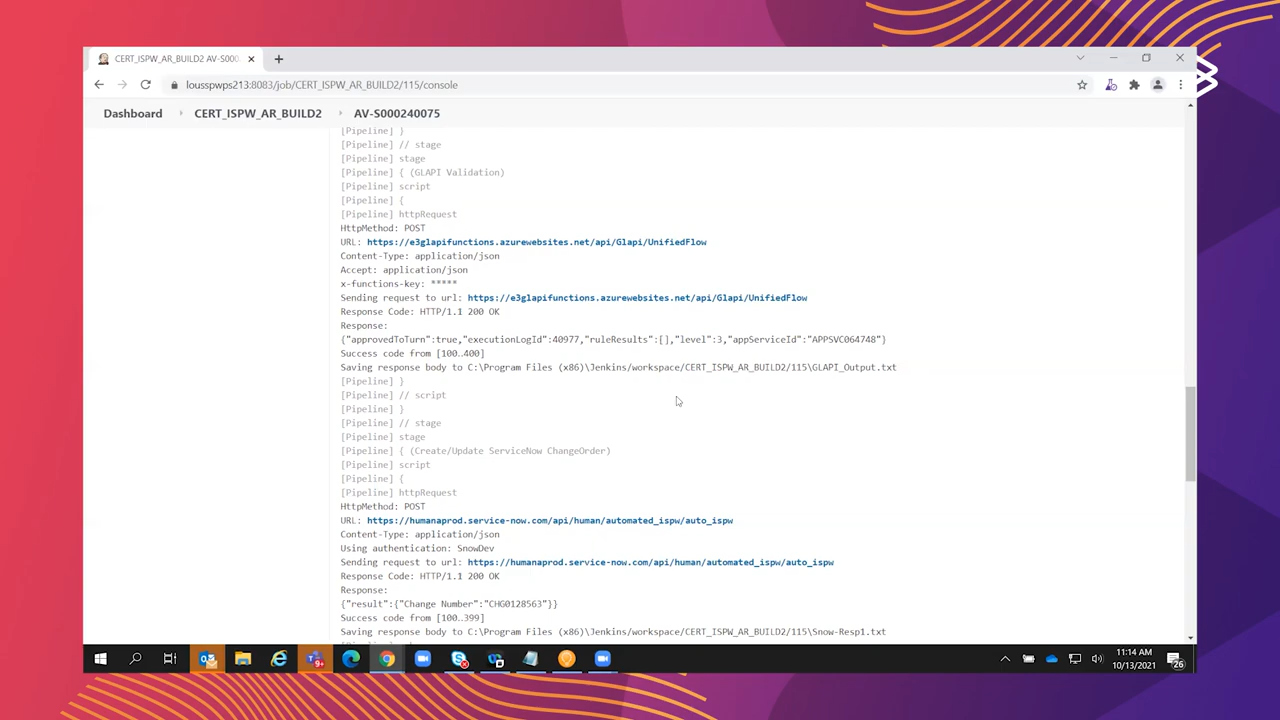 CERT_ISPW_AR_BUILD2 AV-S000
lousspwps213:8083/job/CERT_ISPW_AR_BUILD2/115/console
Dashboard
CERT_ISPW_AR_BUILD2
AV-S000240075
[Pipeline] }
[Pipeline] // stage
[Pipeline] stage
[Pipeline] { (GLAPI Validation)
[Pipeline] script
[Pipeline] {
[Pipeline] httpRequest
HttpMethod: POST
URL: https://e3glapifunctions.azurewebsites.net/api/Glapi/UnifiedFlow
Content-Type: application/json
Accept: application/json
x-functions-key: *****
Sending request to url: https://e3glapifunctions.azurewebsites.net/api/Glapi/UnifiedFlow
Response Code: HTTP/1.1 200 OK
Response:
{"approvedToTurn":true,"executionLogId":40977,"ruleResults":[],"level":3,"appServiceId":"APPSVC064748"}
Success code from [100..400]
Saving response body to C:\Program Files (x86)\Jenkins/workspace/CERT_ISPW_AR_BUILD2/115\GLAPI_Output.txt
[Pipeline] }
[Pipeline] // script
[Pipeline] }
[Pipeline] // stage
[Pipeline] stage
[Pipeline] { (Create/Update ServiceNow ChangeOrder)
[Pipeline] script
[Pipeline] {
[Pipeline] httpRequest
HttpMethod: POST
URL: https://humanaprod.service-now.com/api/human/automated_ispw/auto_ispw
Content-Type: application/json
Using authentication: SnowDev
Sending request to url: https://humanaprod.service-now.com/api/human/automated_ispw/auto_ispw
Response Code: HTTP/1.1 200 OK
Response:
{"result":{"Change Number":"CHG0128563"}}
Success code from [100..399]
Saving response body to C:\Program Files (x86)\Jenkins/workspace/CERT_ISPW_AR_BUILD2/115\Snow-Resp1.txt
9+
11:14 AM
10/13/2021
26